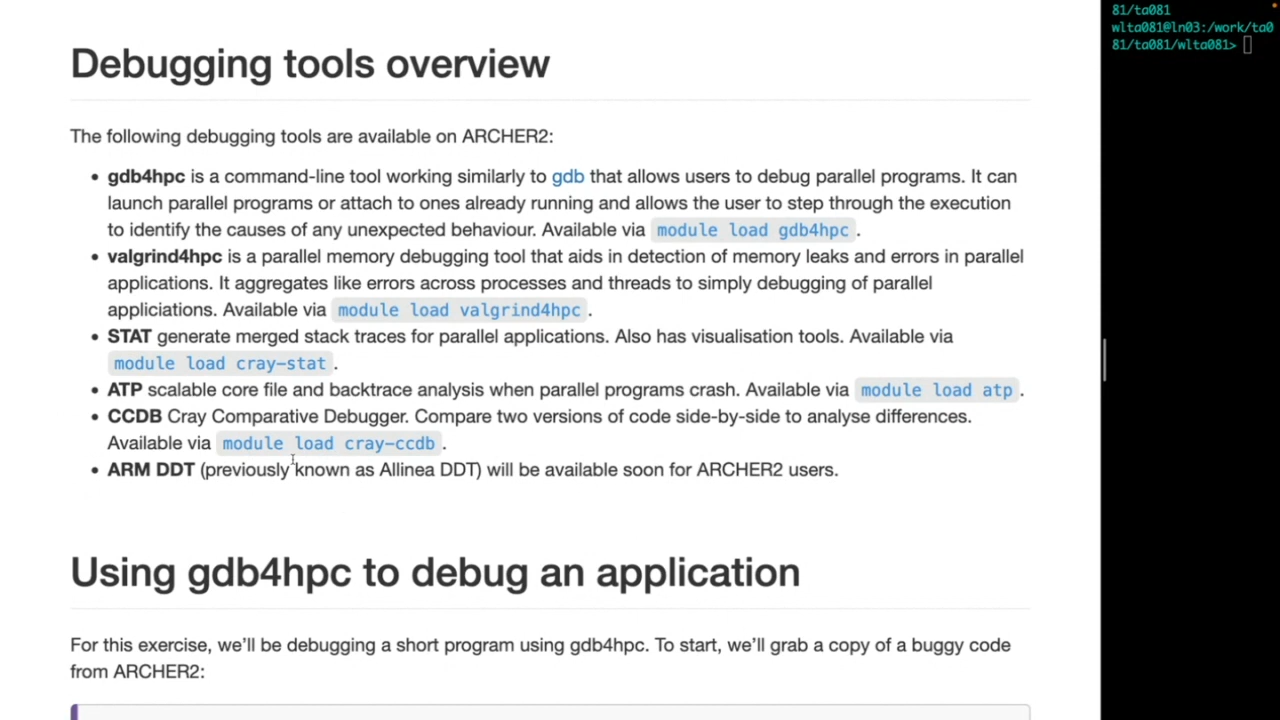 Debugging tools overview
The following debugging tools are available on ARCHER2:
gdb4hpc is a command-line tool working similarly to gdb that allows users to debug parallel programs. It can
launch parallel programs or attach to ones already running and allows the user to step through the execution
to identify the causes of any unexpected behaviour. Available via module load gdb4hpc.
valgrind4hpc is a parallel memory debugging tool that aids in detection of memory leaks and errors in parallel
applications. It aggregates like errors across processes and threads to simply debugging of parallel
appliciations. Available via module load valgrind4hpc.
STAT generate merged stack traces for parallel applications. Also has visualisation tools. Available via
module load cray-stat.
ATP scalable core file and backtrace analysis when parallel programs crash. Available via module load atp.
CCDB Cray Comparative Debugger. Compare two versions of code side-by-side to analyse differences.
Available via module load cray-ccdb.
ARM DDT (previously known as Allinea DDT) will be available soon for ARCHER2 users.
Using gdb4hpc to debug an application
For this exercise, we'll be debugging a short program using gdb4hpc. To start, we'll grab a copy of a buggy code
from ARCHER2:
81/ta081
wlta081@ln03:/work/ta0
81/ta081/wlta081>